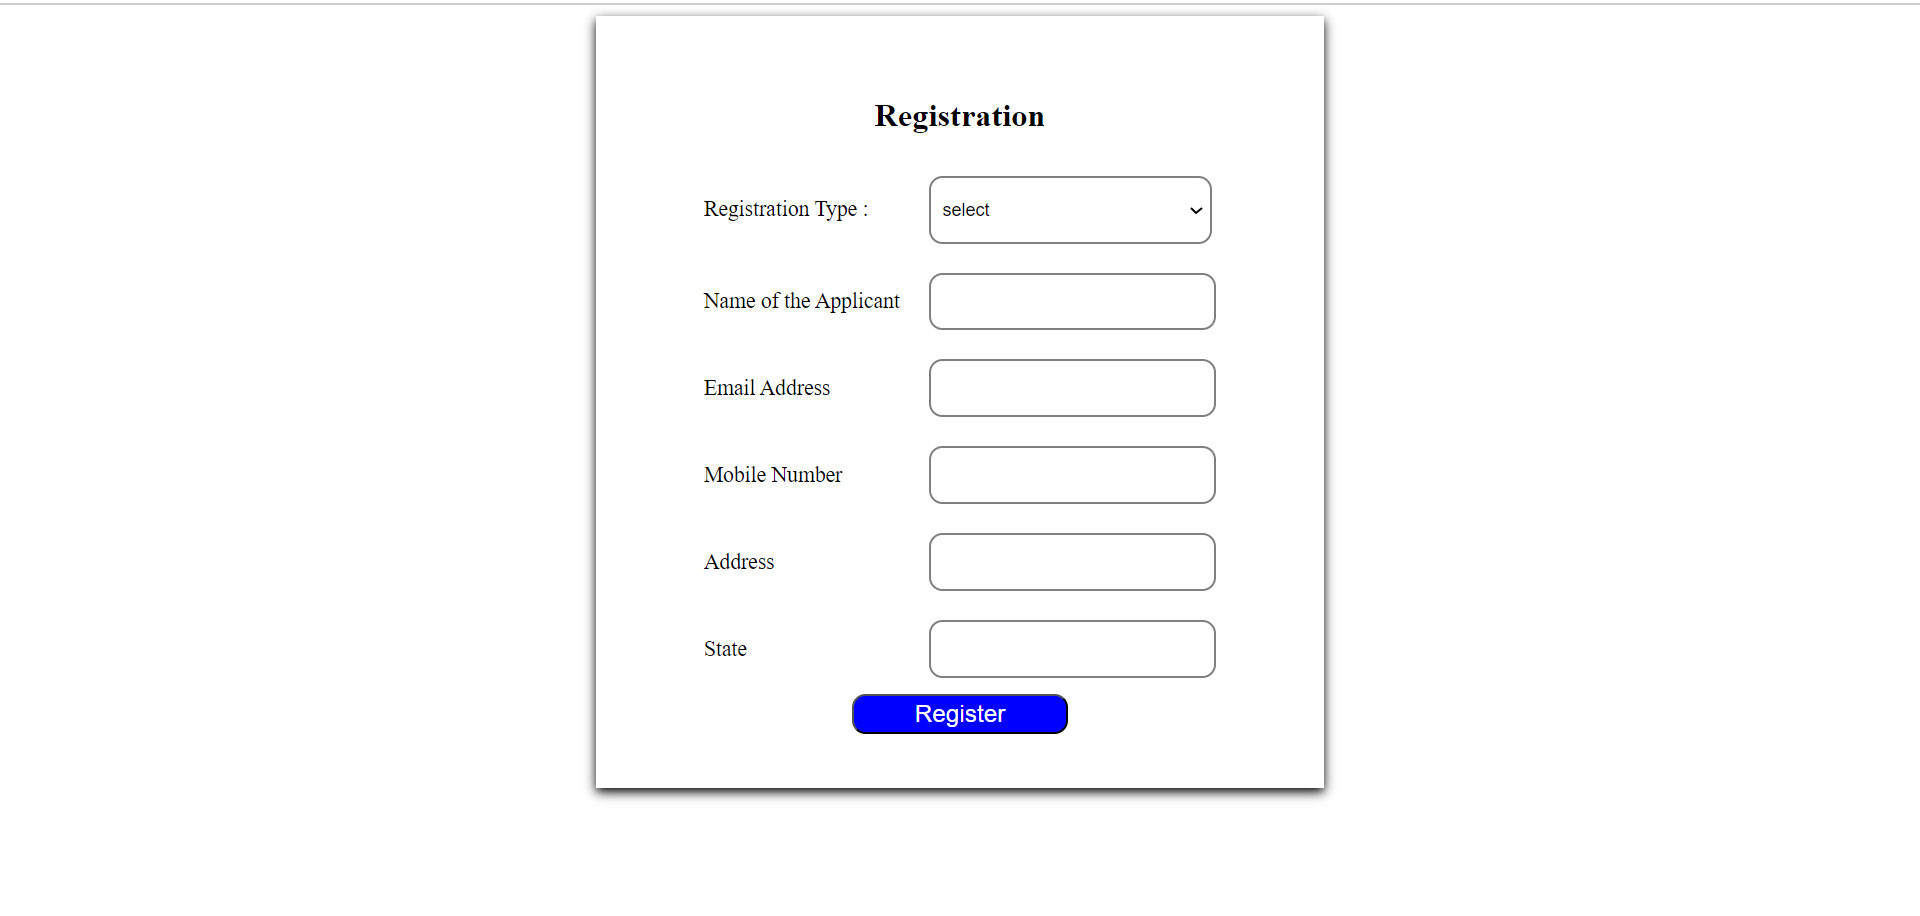 Registration
Registration Type :
select
Name of the Applicant
Email Address
Mobile Number
Address
State
Register